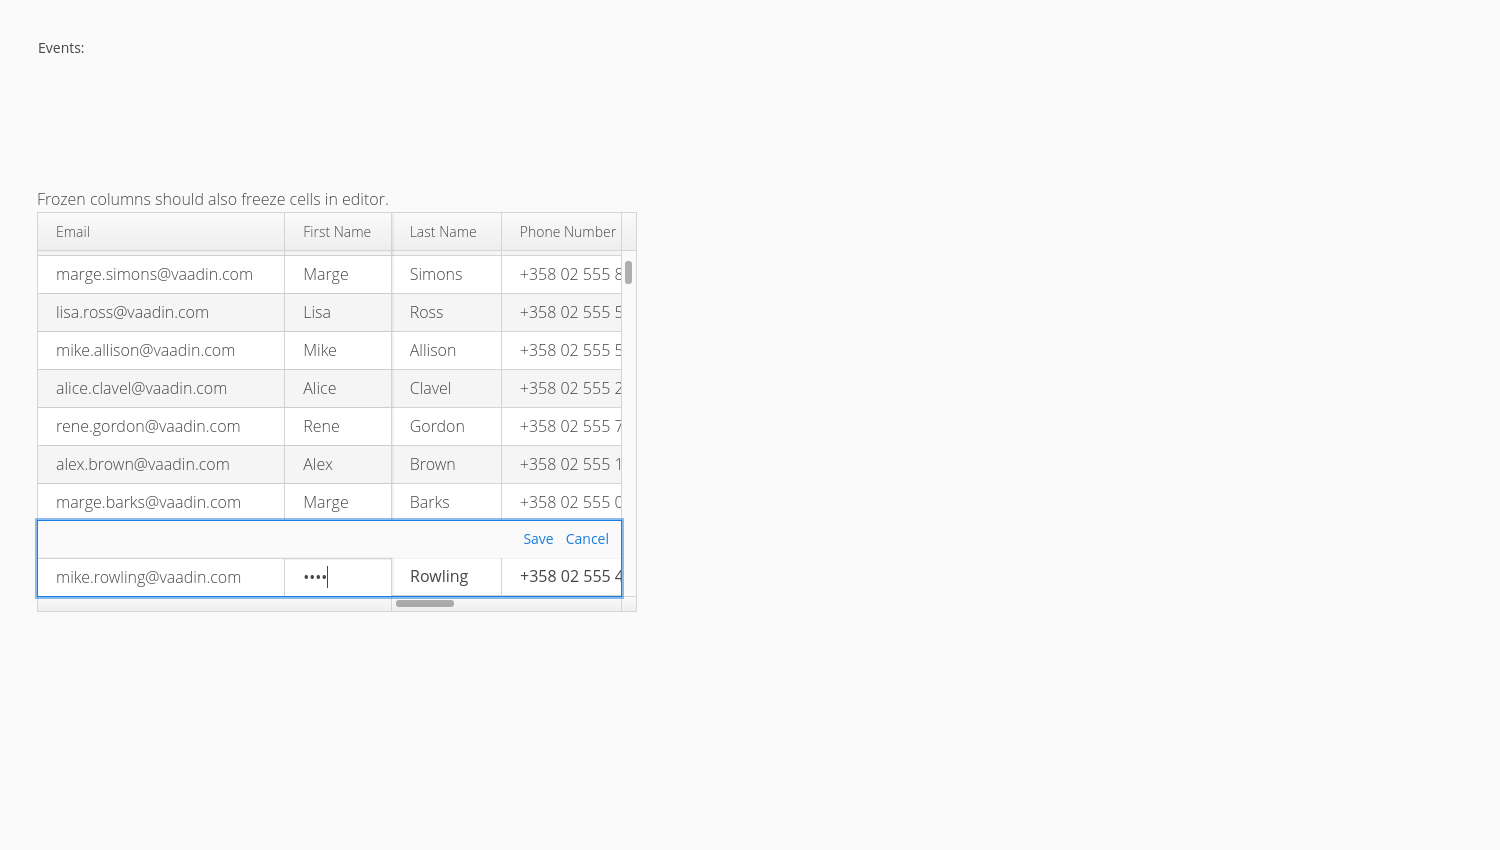 Events:
Frozen columns should also freeze cells in editor.
Email First Name Last Name Phone Number
marge.simons@vaadin.com Marge Simons +358 02 555 8
lisa.ross@vaadin.com Lisa Ross +358 02 555 5
mike.allison@vaadin.com Mike Allison +358 02 555 5
alice.clavel@vaadin.com Alice Clavel +358 02 555 2
rene.gordon@vaadin.com Rene Gordon +358 02 555 7
alex.brown@vaadin.com Alex Brown +358 02 555 1
marge.barks@vaadin.com Marge Barks +358 02 555 0
Save Cancel
mike.rowling@vaadin.com •••• Rowling +358 02 555 4